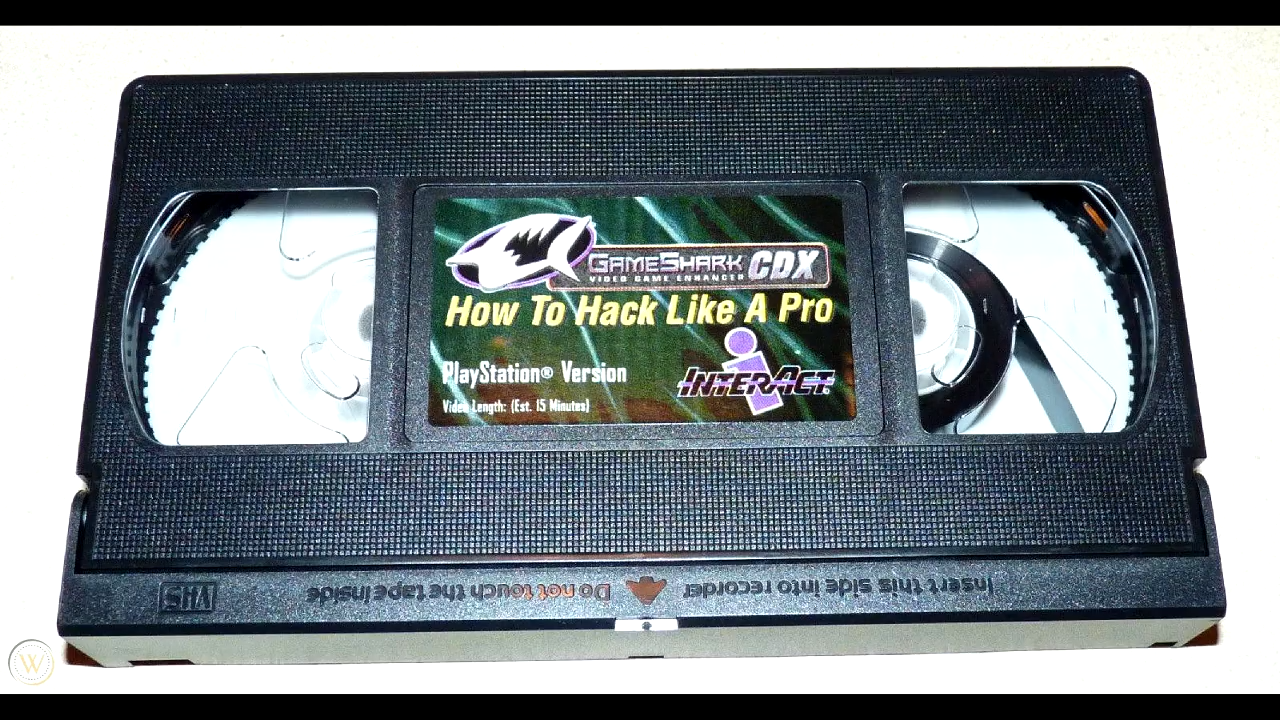 GAMESHARK CDX
VIDEO GAME ENHANCER
How To Hack Like A Pro
PlayStation® Version
INTERACT
Video Length: (Est. 15 Minutes)
Insert this side into recorder
Do not touch the tape inside
VHS
W